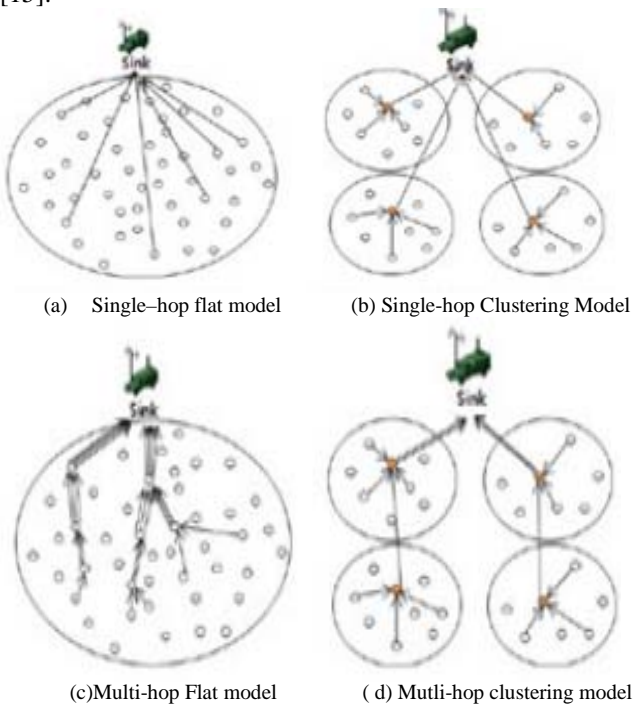 [15].
Sink
Sink
(a) Single–hop flat model
(b) Single-hop Clustering Model
Sink
Sink
(c)Multi-hop Flat model
( d) Mutli-hop clustering model